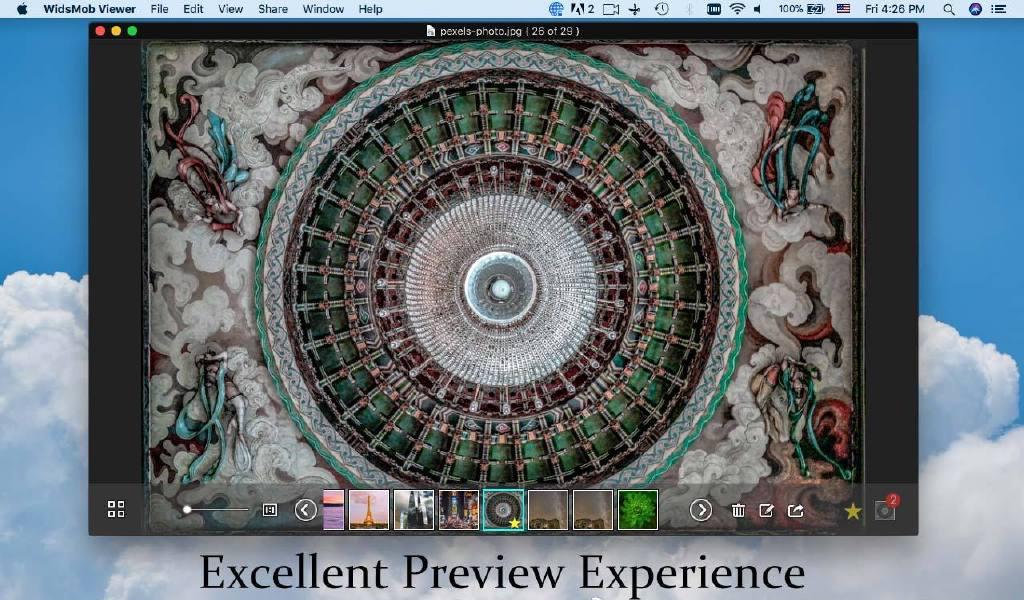 WidsMob Viewer File Edit View Share Window Help 2 100% Fri 4:26 PM
pexels-photo.jpg ( 26 of 29 )
2
Excellent Preview Experience